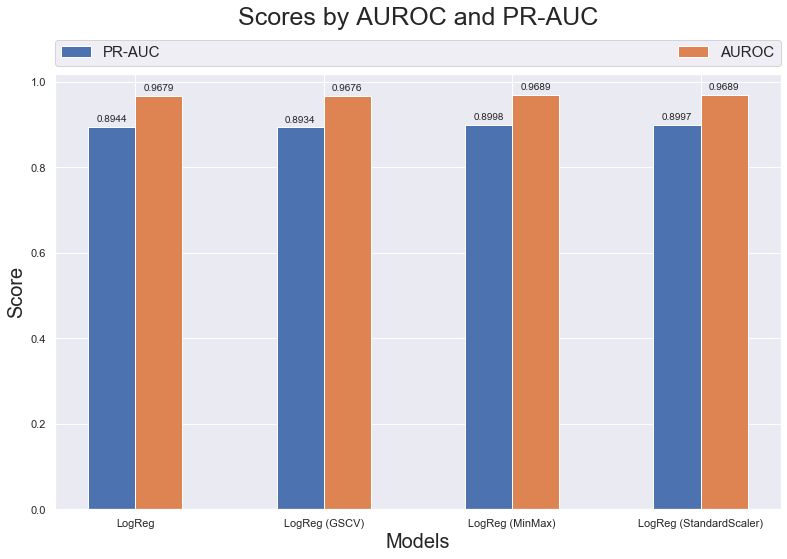 Scores by AUROC and PR-AUC
PR-AUC AUROC
1.0
0.8
0.6
0.4
0.2
0.0
Score
0.8944 0.9679 0.8934 0.9676 0.8998 0.9689 0.8997 0.9689
LogReg LogReg (GSCV) LogReg (MinMax) LogReg (StandardScaler)
Models